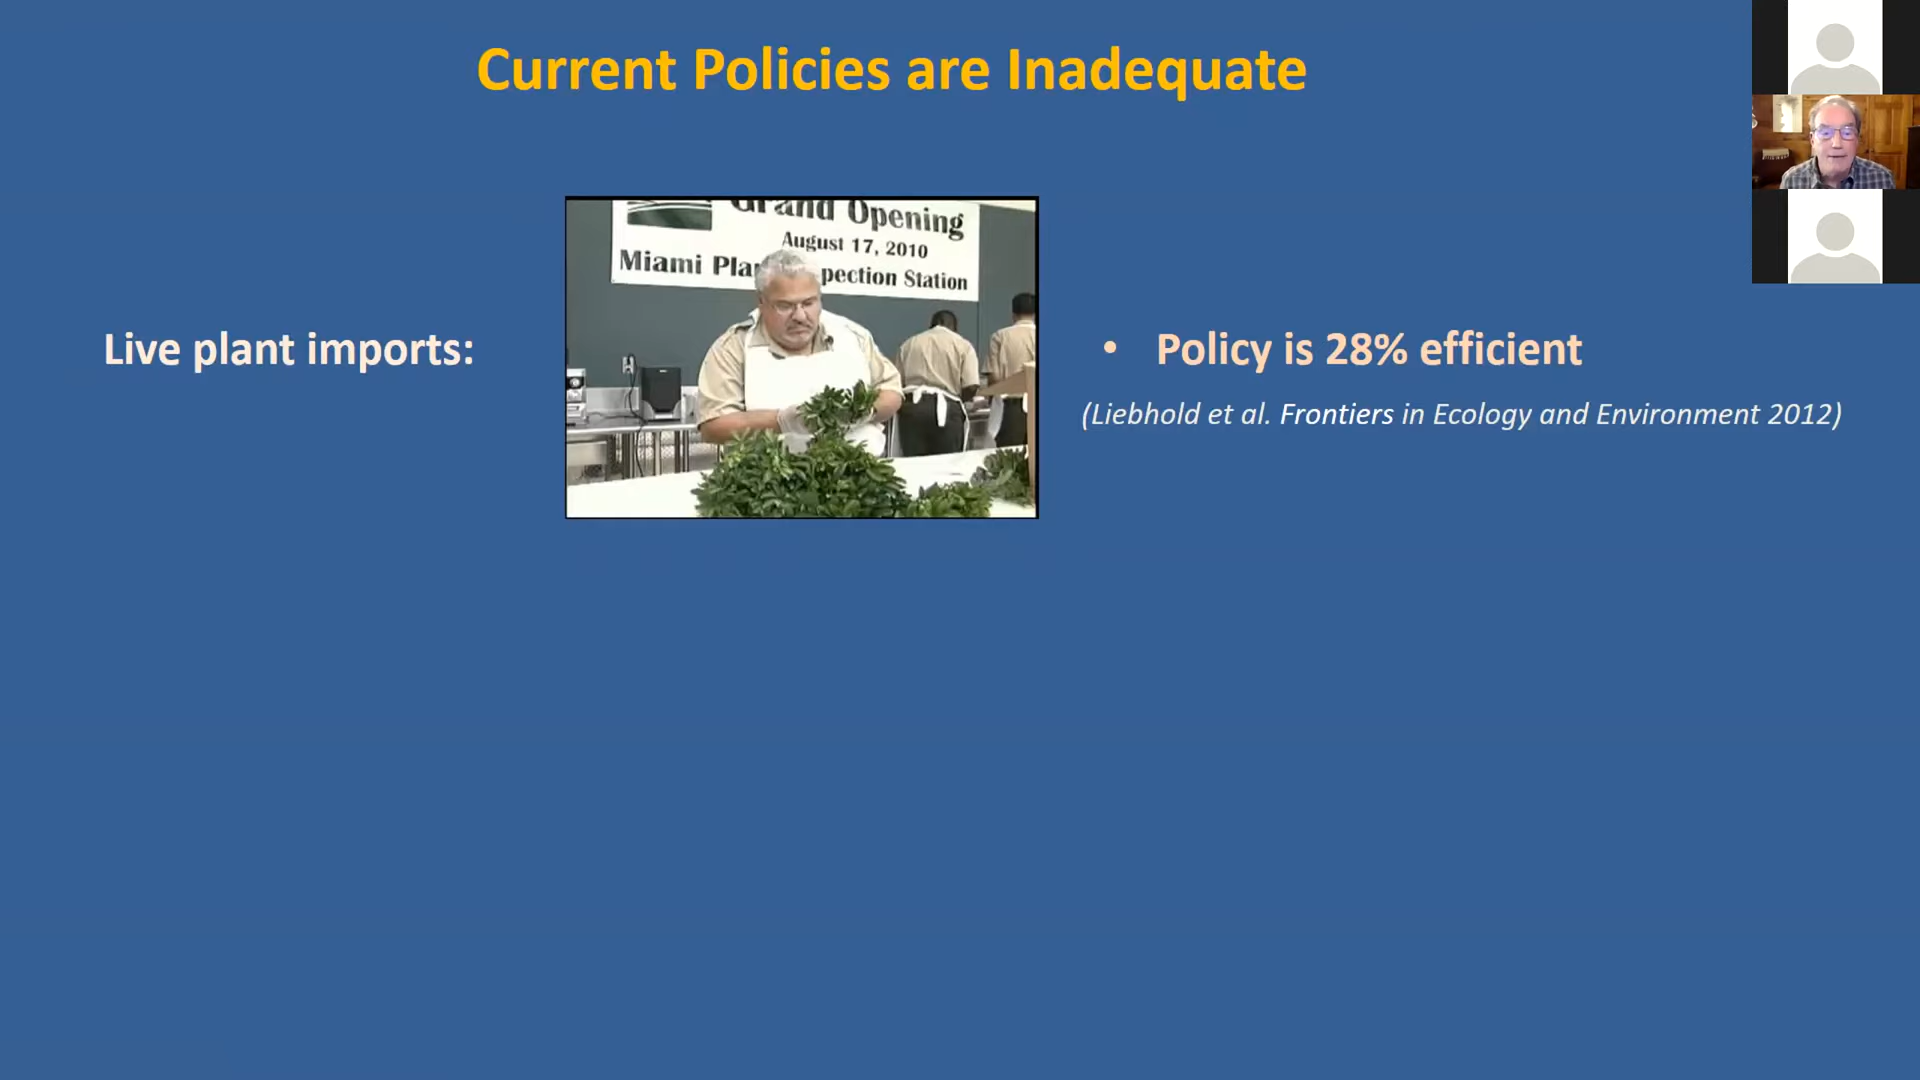 Current Policies are Inadequate
Grand Opening
August 17, 2010
Miami Pla pection Station
Live plant imports:
• Policy is 28% efficient
(Liebhold et al. Frontiers in Ecology and Environment 2012)